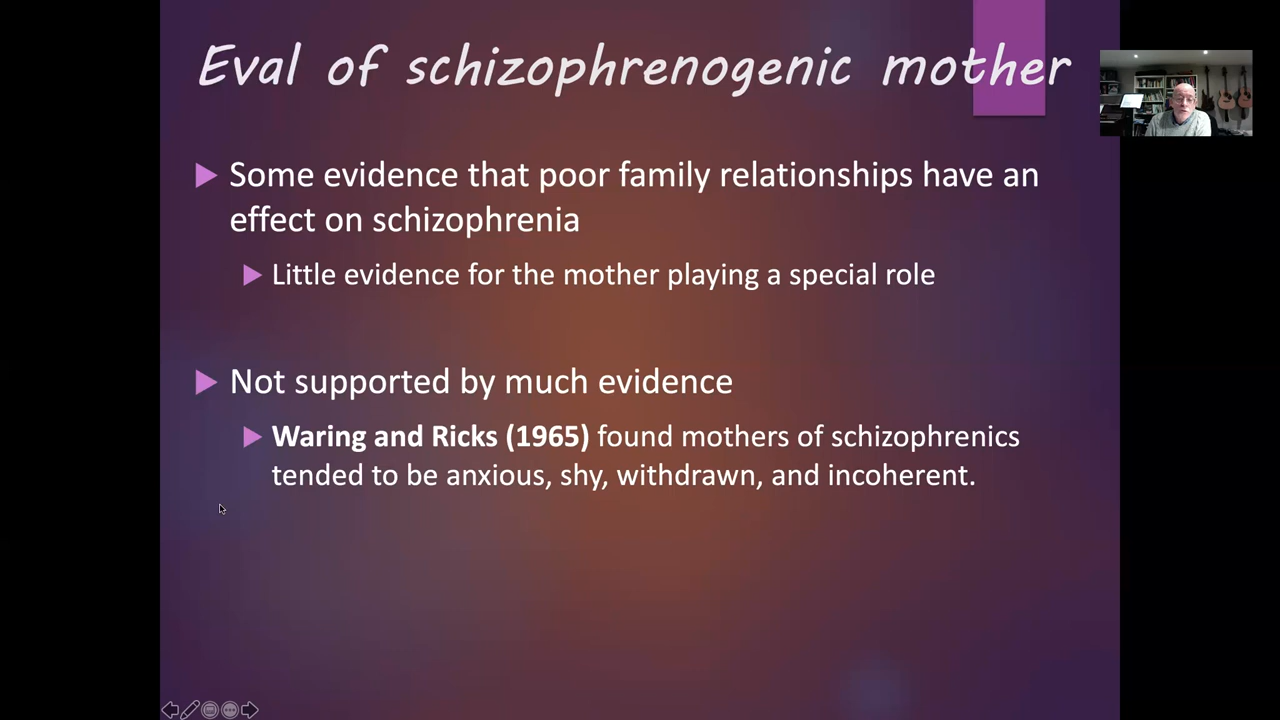 Eval of schizophrenogenic mother
Some evidence that poor family relationships have an
effect on schizophrenia
Little evidence for the mother playing a special role
Not supported by much evidence
Waring and Ricks (1965) found mothers of schizophrenics
tended to be anxious, shy, withdrawn, and incoherent.